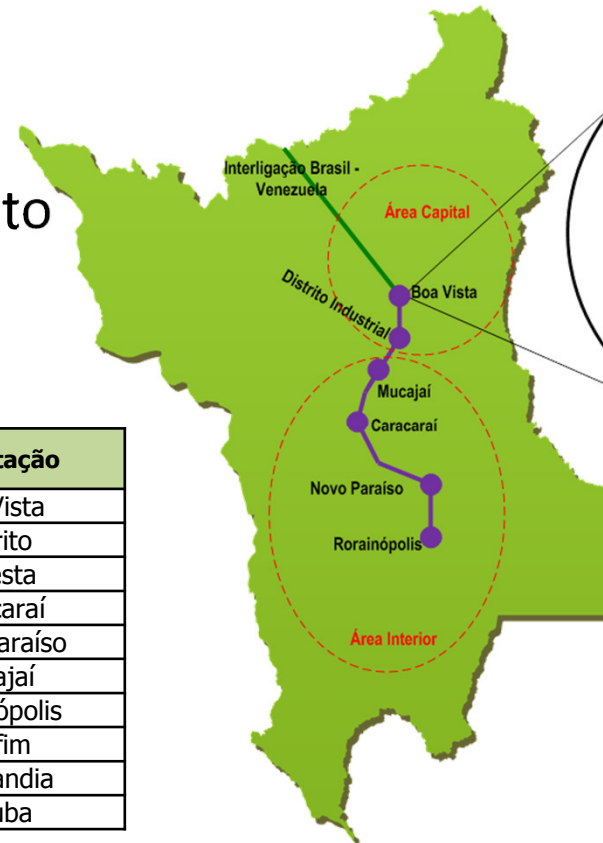 to
Interligação Brasil -
Venezuela
Área Capital
Boa Vista
Distrito Industrial
Mucajaí
Caracaraí
Novo Paraíso
Rorainópolis
Área Interior
tação
Vista
rito
esta
caraí
araíso
ajaí
ópolis
fim
andia
uba